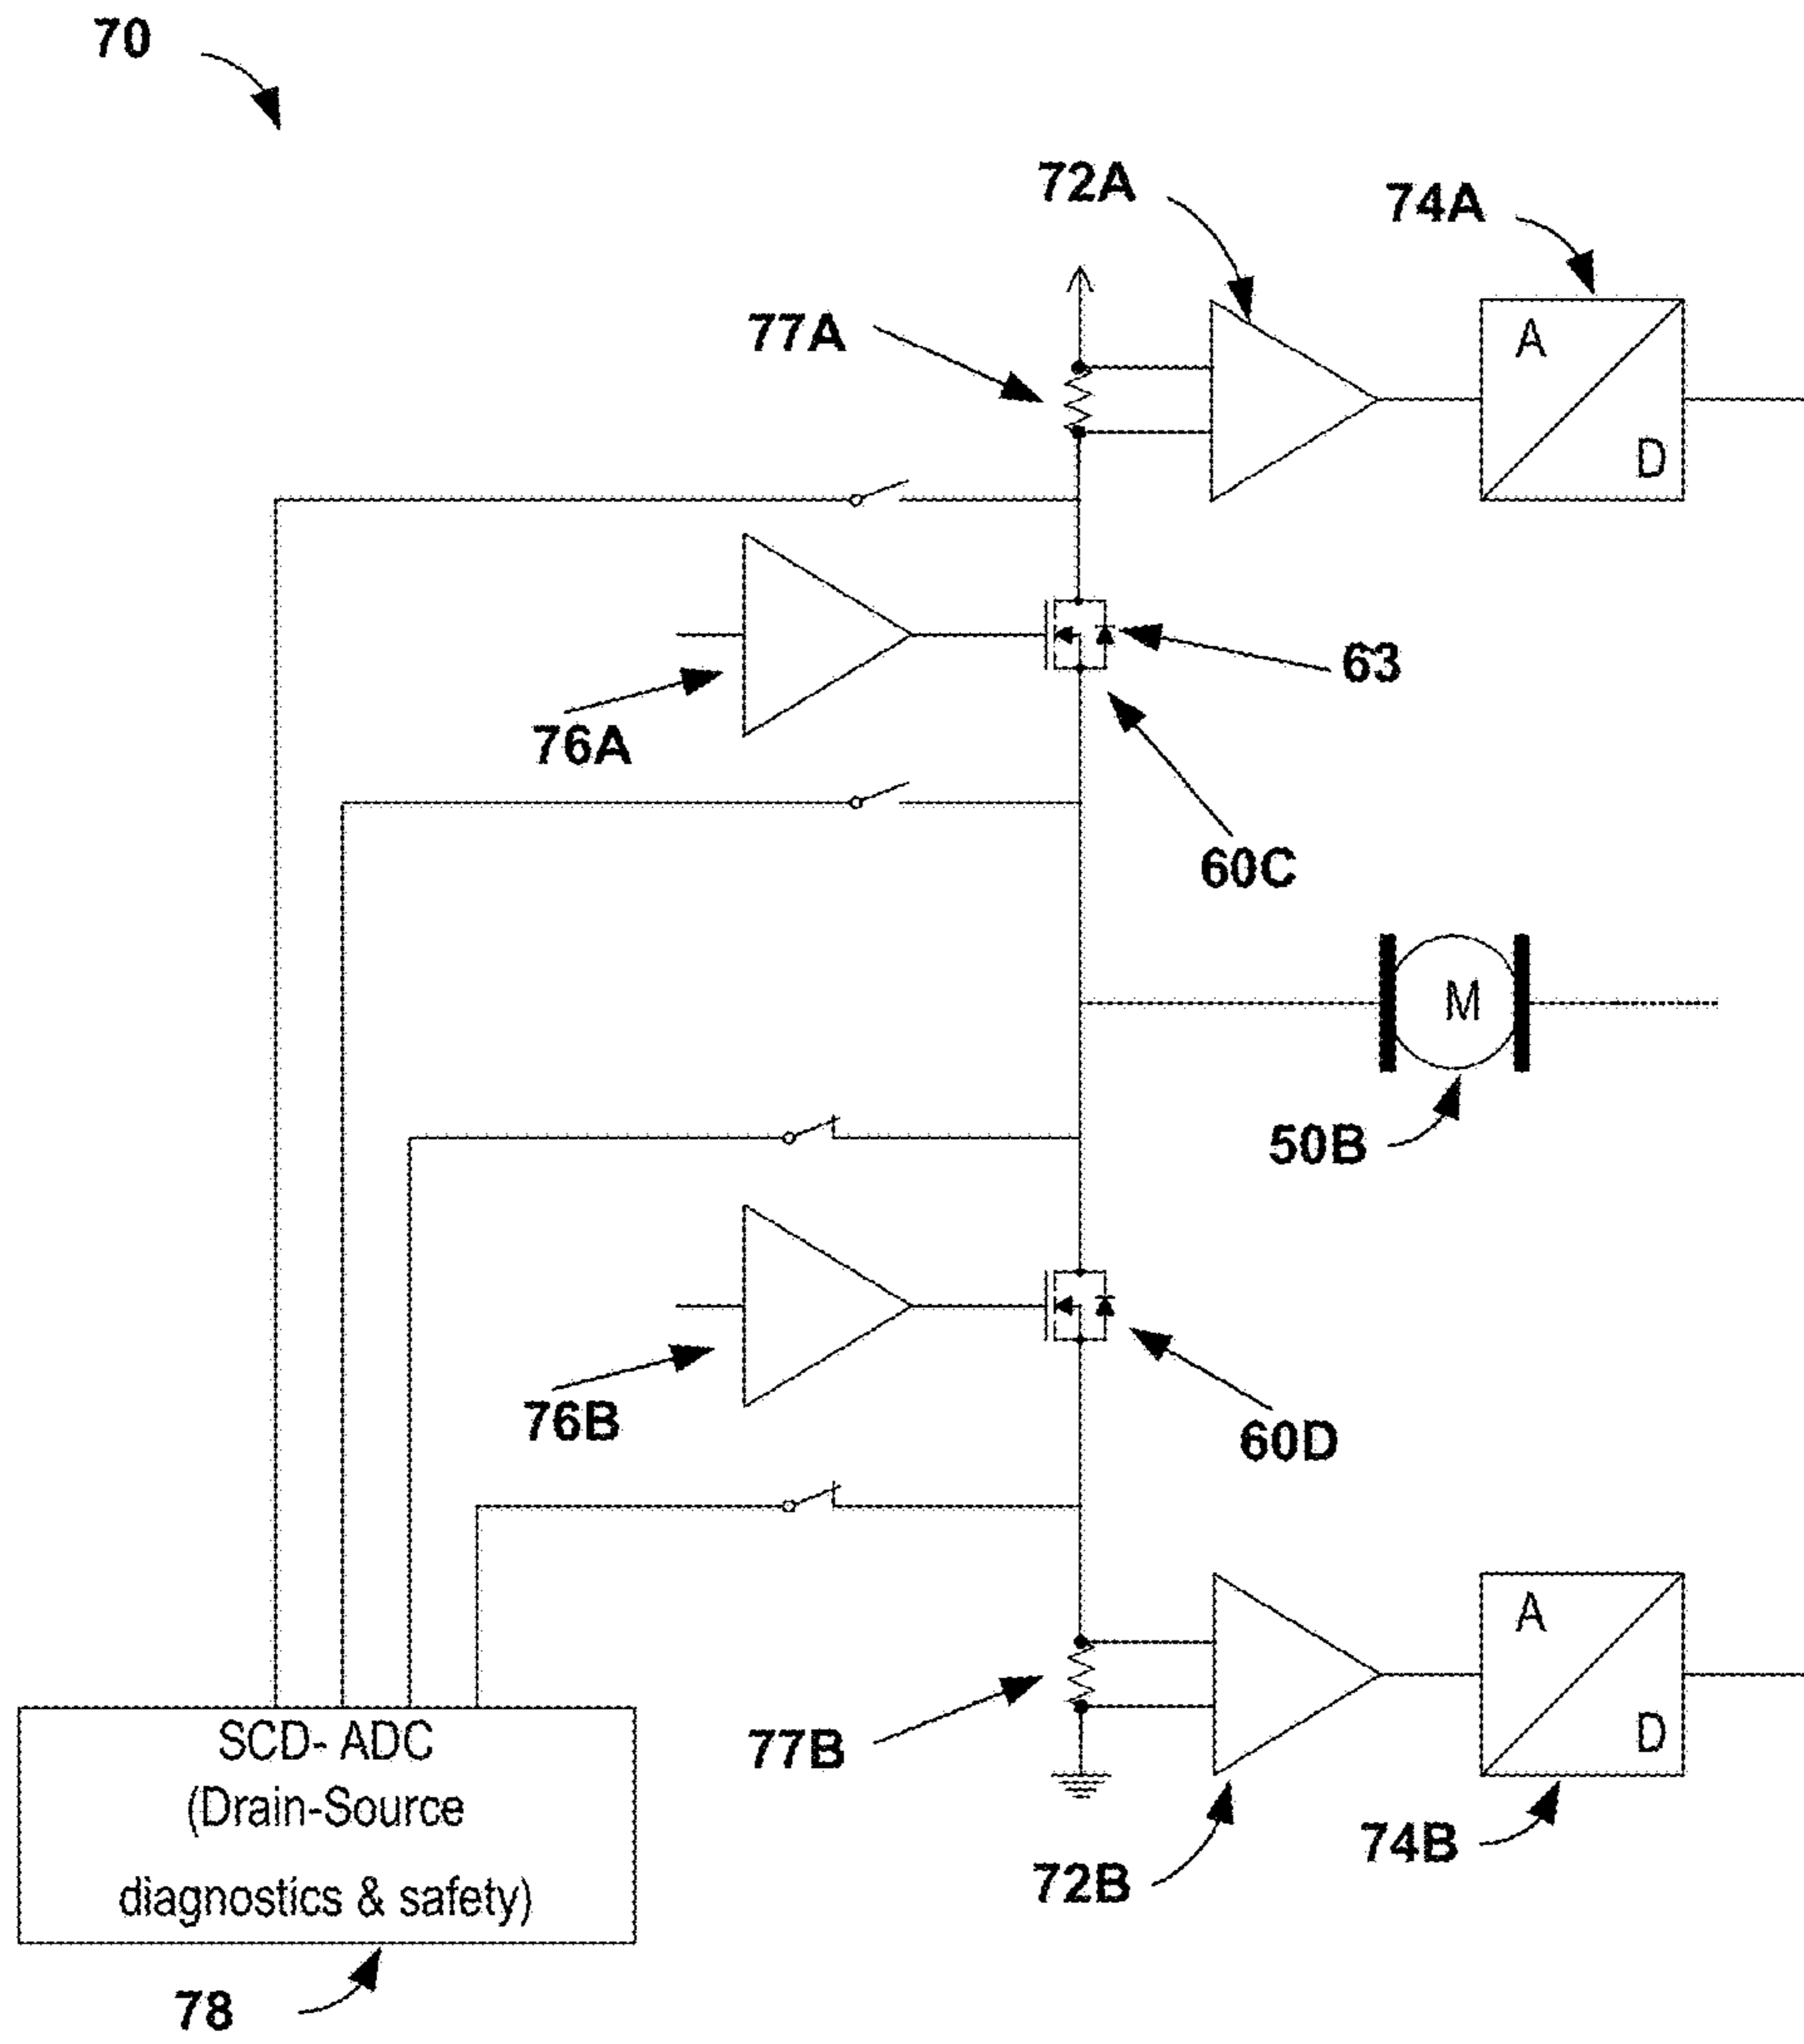 70
72A
74A
77A
A
D
63
76A
60C
M
50B
76B
60D
A
D
SCD- ADC
(Drain-Source
diagnostics & safety)
77B
74B
72B
78